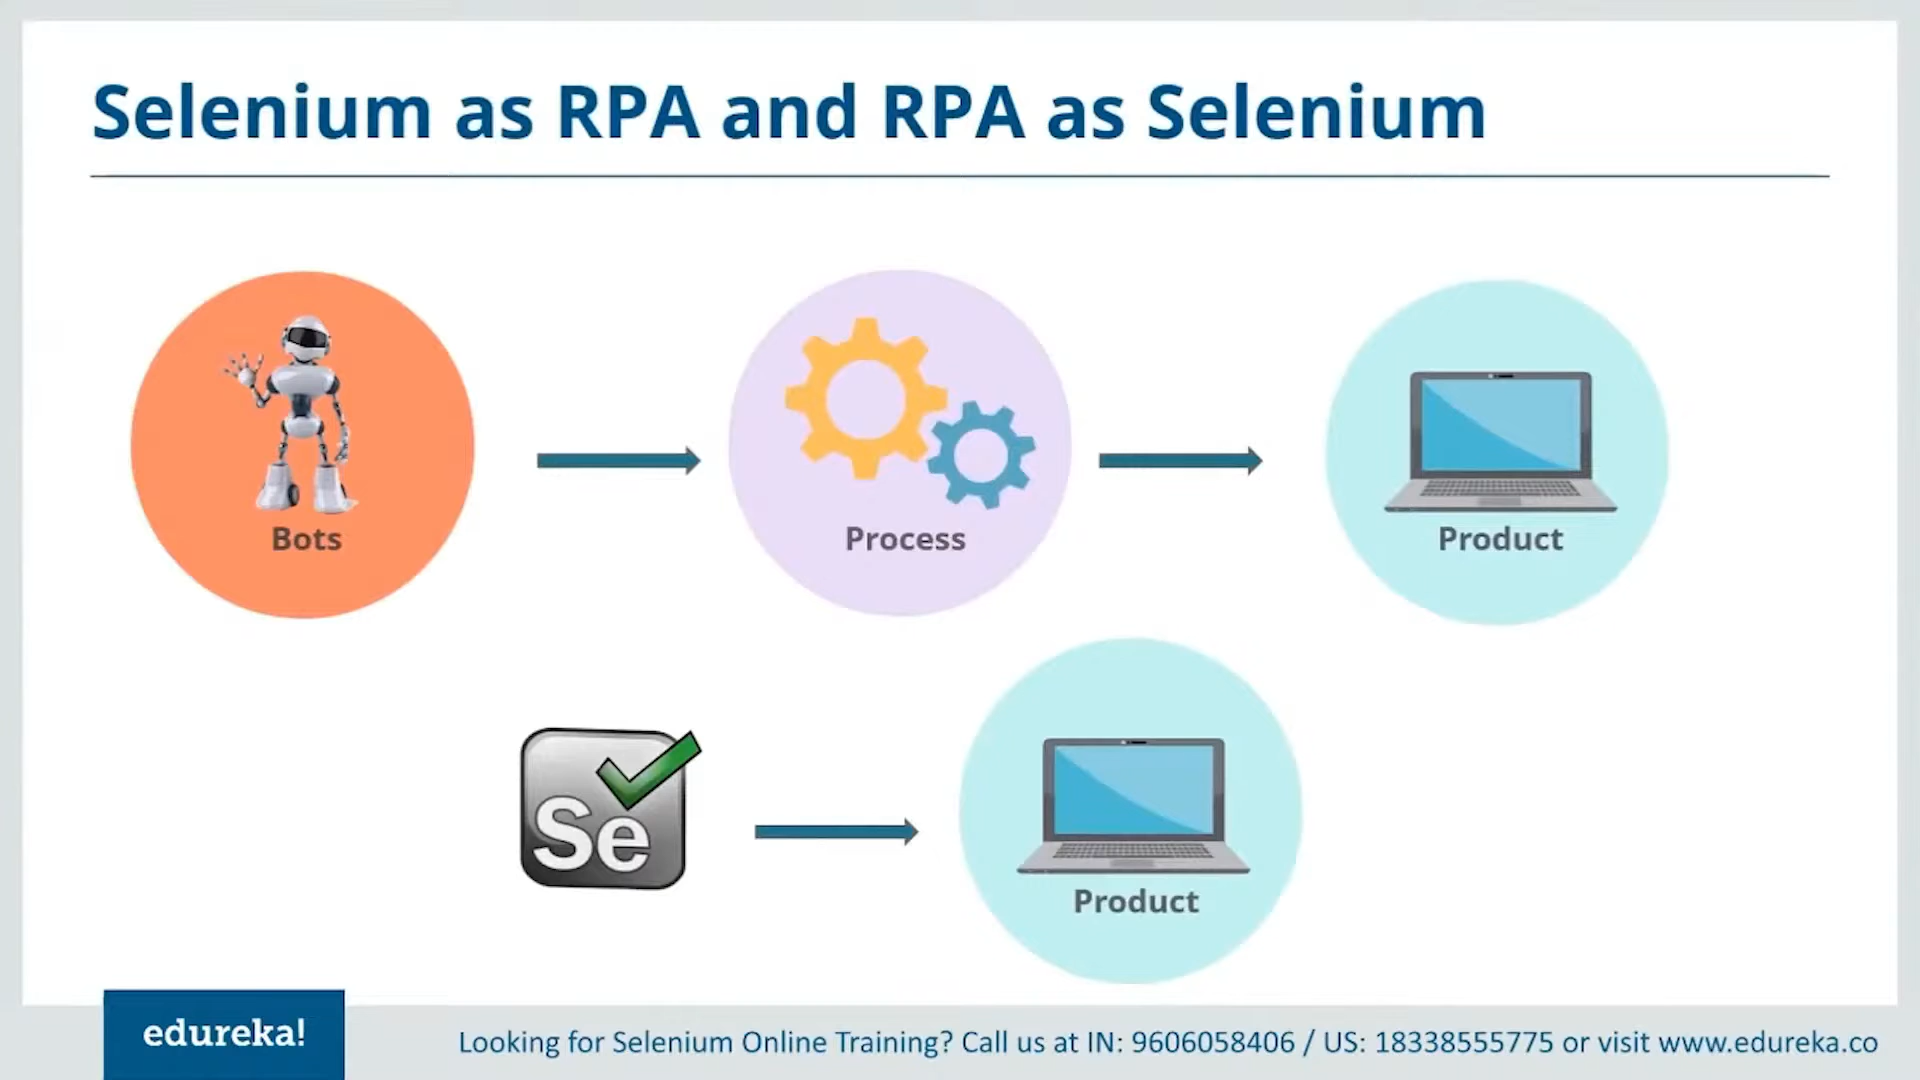 Selenium as RPA and RPA as Selenium
Bots
Process
Product
Se
Product
edureka!
Looking for Selenium Online Training? Call us at IN: 9606058406 / US: 18338555775 or visit www.edureka.co